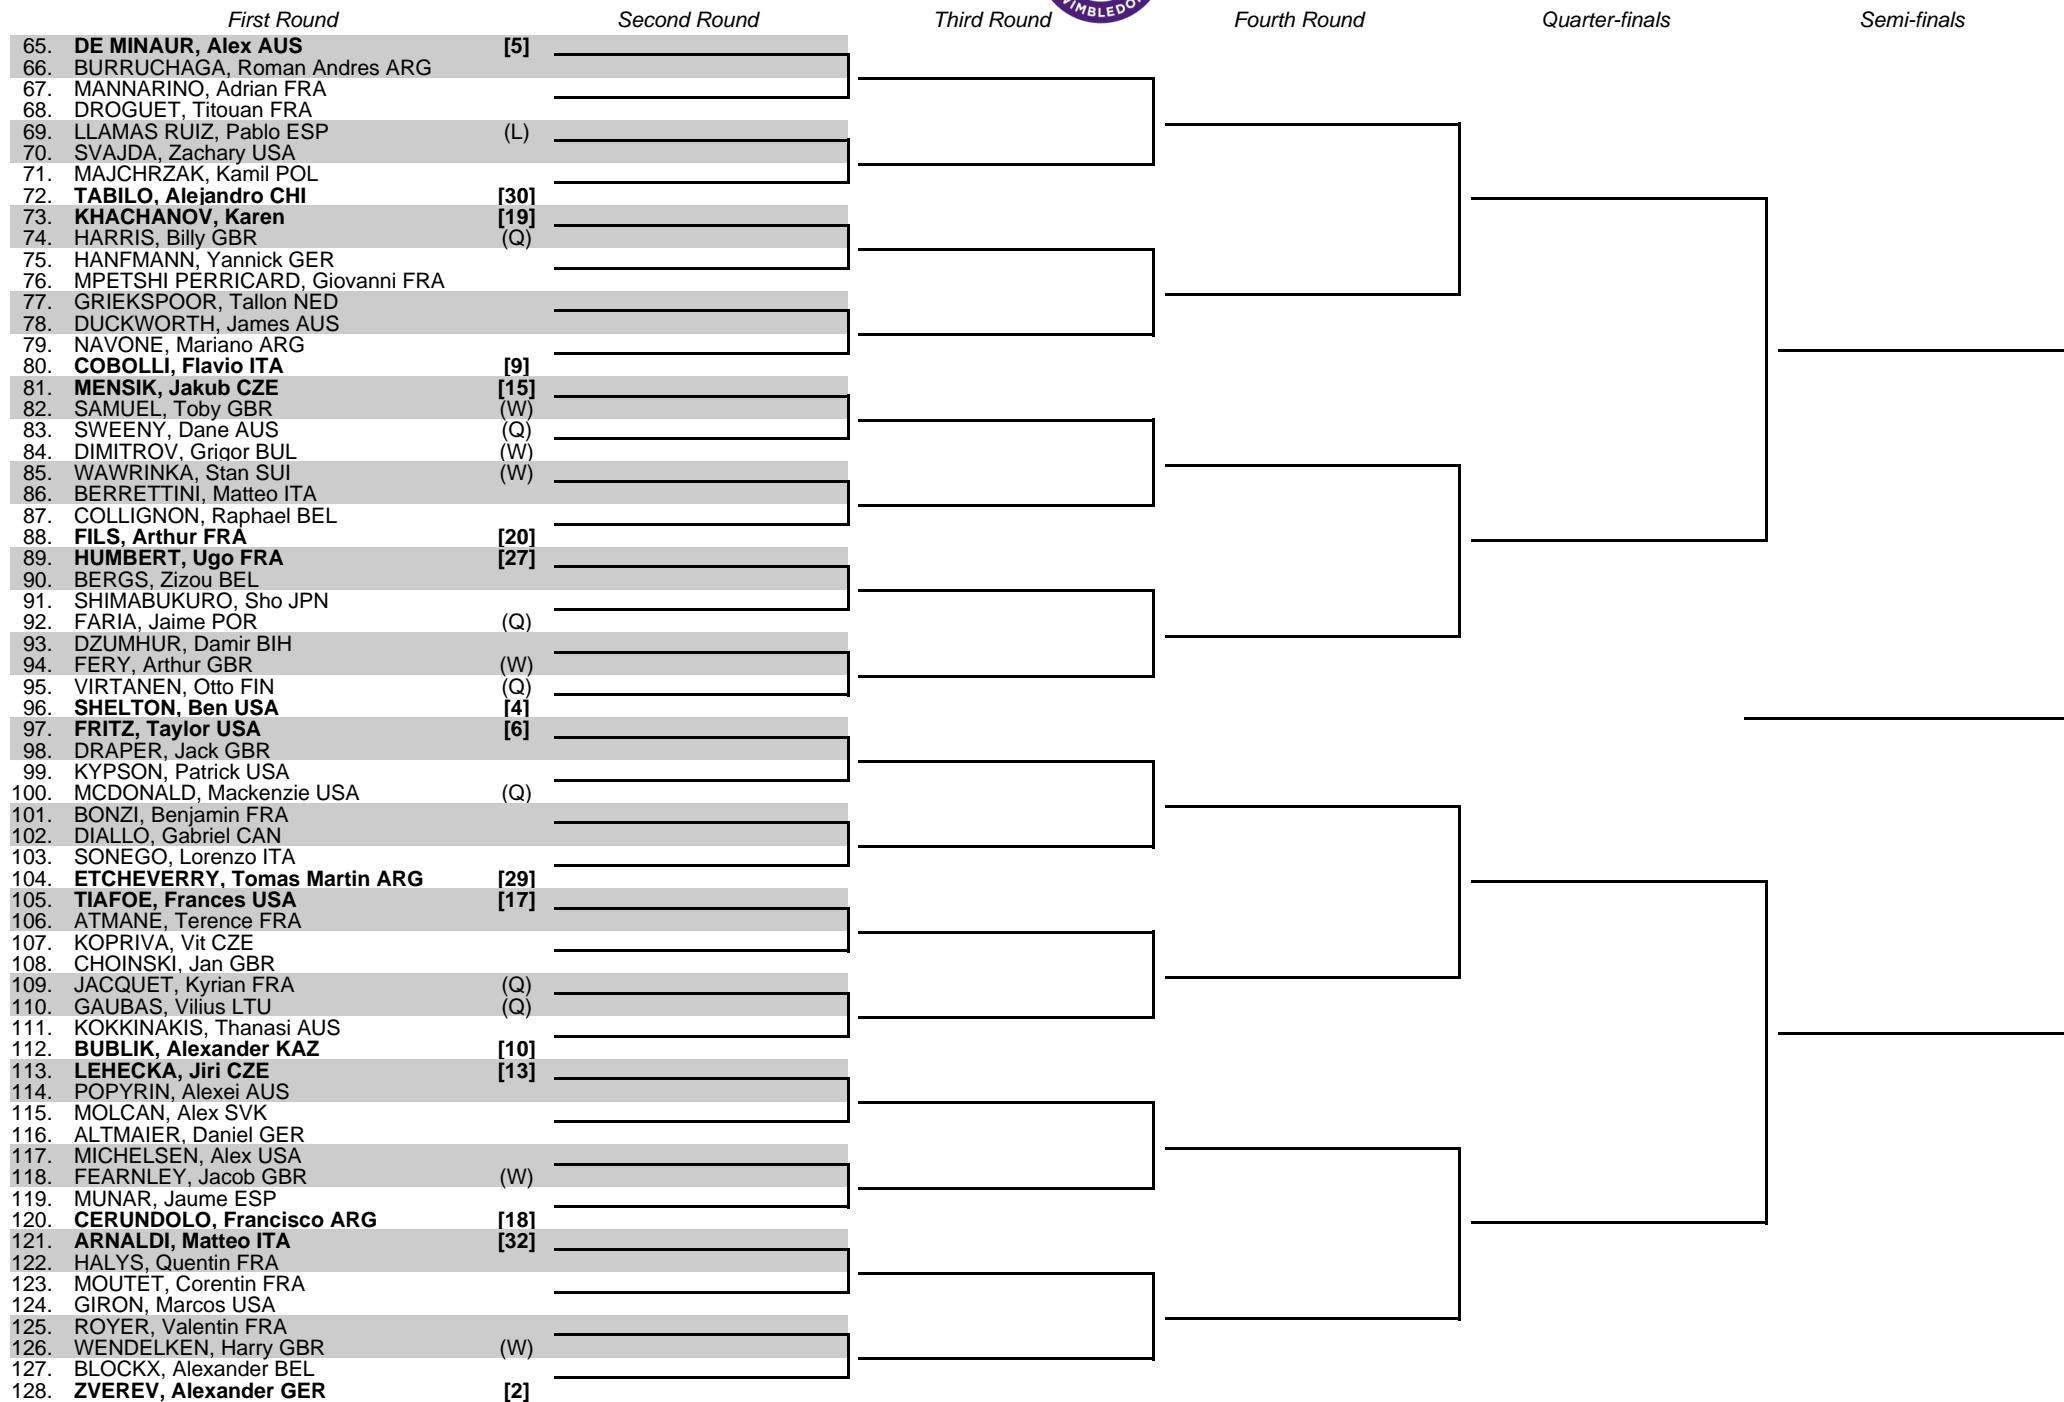 WIMBLEDON
First Round Second Round Third Round Fourth Round Quarter-finals Semi-finals
65. DE MINAUR, Alex AUS [5]
66. BURRUCHAGA, Roman Andres ARG
67. MANNARINO, Adrian FRA
68. DROGUET, Titouan FRA
69. LLAMAS RUIZ, Pablo ESP (L)
70. SVAJDA, Zachary USA
71. MAJCHRZAK, Kamil POL
72. TABILO, Alejandro CHI [30]
73. KHACHANOV, Karen [19]
74. HARRIS, Billy GBR (Q)
75. HANFMANN, Yannick GER
76. MPETSHI PERRICARD, Giovanni FRA
77. GRIEKSPOOR, Tallon NED
78. DUCKWORTH, James AUS
79. NAVONE, Mariano ARG
80. COBOLLI, Flavio ITA [9]
81. MENSIK, Jakub CZE [15]
82. SAMUEL, Toby GBR (W)
83. SWEENY, Dane AUS (Q)
84. DIMITROV, Grigor BUL (W)
85. WAWRINKA, Stan SUI (W)
86. BERRETTINI, Matteo ITA
87. COLLIGNON, Raphael BEL
88. FILS, Arthur FRA [20]
89. HUMBERT, Ugo FRA [27]
90. BERGS, Zizou BEL
91. SHIMABUKURO, Sho JPN
92. FARIA, Jaime POR (Q)
93. DZUMHUR, Damir BIH
94. FERY, Arthur GBR (W)
95. VIRTANEN, Otto FIN (Q)
96. SHELTON, Ben USA [4]
97. FRITZ, Taylor USA [6]
98. DRAPER, Jack GBR
99. KYPSON, Patrick USA
100. MCDONALD, Mackenzie USA (Q)
101. BONZI, Benjamin FRA
102. DIALLO, Gabriel CAN
103. SONEGO, Lorenzo ITA
104. ETCHEVERRY, Tomas Martin ARG [29]
105. TIAFOE, Frances USA [17]
106. ATMANE, Terence FRA
107. KOPRIVA, Vit CZE
108. CHOINSKI, Jan GBR
109. JACQUET, Kyrian FRA (Q)
110. GAUBAS, Vilius LTU (Q)
111. KOKKINAKIS, Thanasi AUS
112. BUBLIK, Alexander KAZ [10]
113. LEHECKA, Jiri CZE [13]
114. POPYRIN, Alexei AUS
115. MOLCAN, Alex SVK
116. ALTMAIER, Daniel GER
117. MICHELSEN, Alex USA
118. FEARNLEY, Jacob GBR (W)
119. MUNAR, Jaume ESP
120. CERUNDOLO, Francisco ARG [18]
121. ARNALDI, Matteo ITA [32]
122. HALYS, Quentin FRA
123. MOUTET, Corentin FRA
124. GIRON, Marcos USA
125. ROYER, Valentin FRA
126. WENDELKEN, Harry GBR (W)
127. BLOCKX, Alexander BEL
128. ZVEREV, Alexander GER [2]